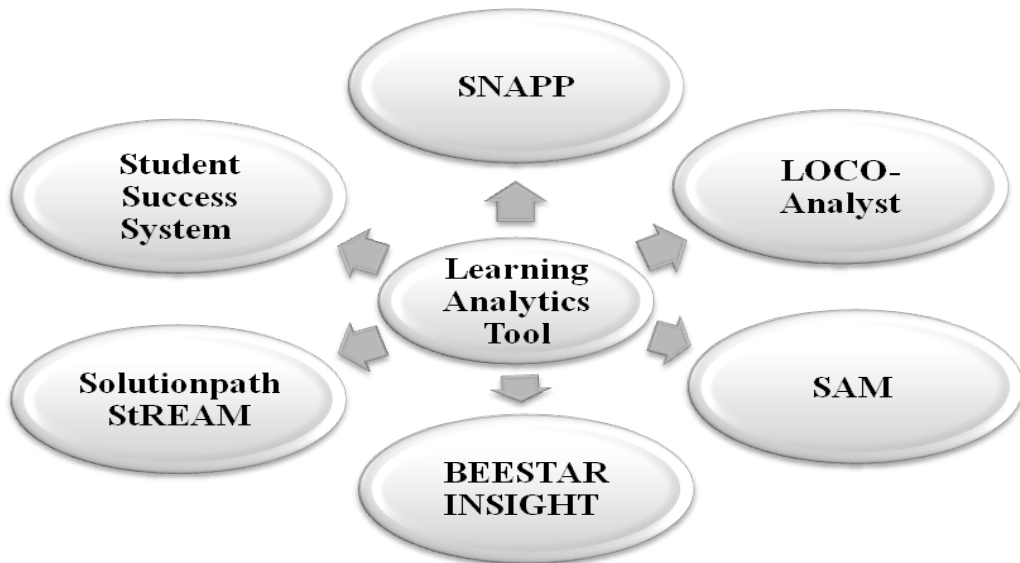 SNAPP
Student
Success
System
LOCO-
Analyst
Learning
Analytics
Tool
Solutionpath
StREAM
SAM
BEESTAR
INSIGHT